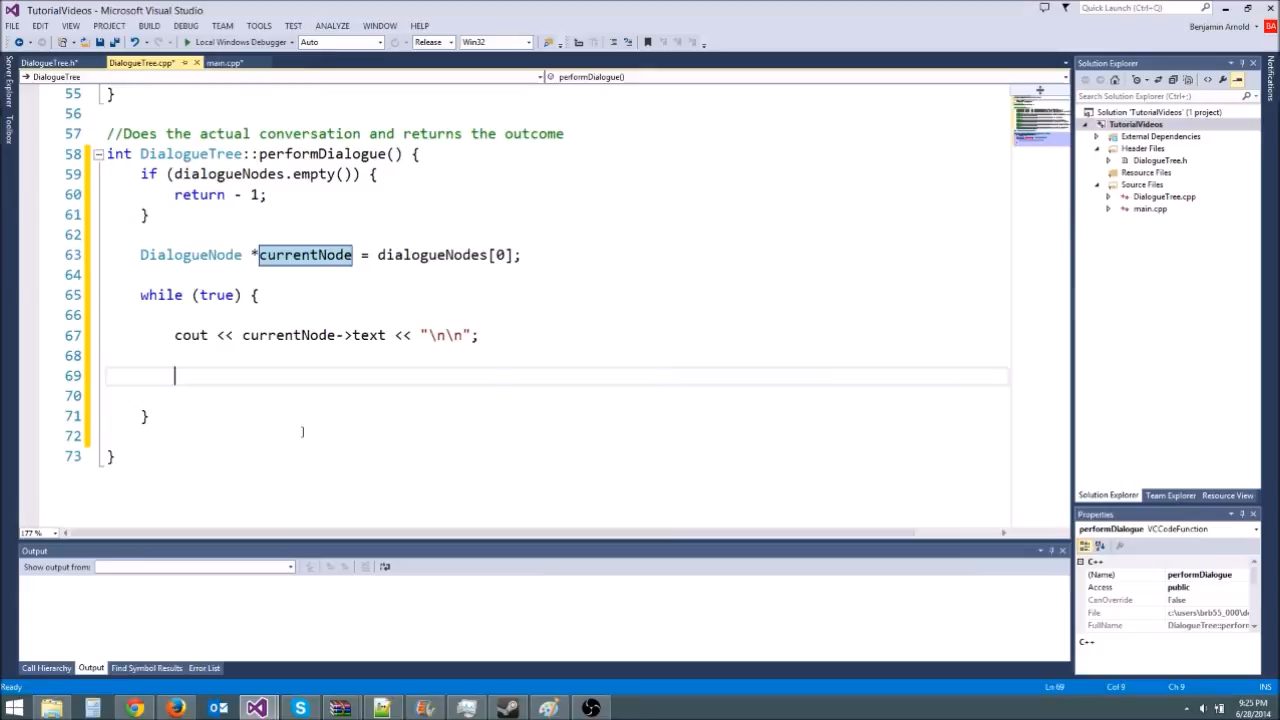 TutorialVideos - Microsoft Visual Studio
Quick Launch (Ctrl+Q)
FILE EDIT VIEW PROJECT BUILD DEBUG TEAM TOOLS TEST ANALYZE WINDOW HELP
Benjamin Arnold BA
Local Windows Debugger Auto Release Win32
DialogueTree.h* DialogueTree.cpp* main.cpp*
DialogueTree performDialogue()
55 }
56
57 //Does the actual conversation and returns the outcome
58 int DialogueTree::performDialogue() {
59 if (dialogueNodes.empty()) {
60 return - 1;
61 }
62
63 DialogueNode *currentNode = dialogueNodes[0];
64
65 while (true) {
66
67 cout << currentNode->text << "\n\n";
68
69
70
71 }
72
73 }
177 %
Server Explorer
Toolbox
Notifications
Solution Explorer
Search Solution Explorer (Ctrl+;)
Solution 'TutorialVideos' (1 project)
TutorialVideos
External Dependencies
Header Files
DialogueTree.h
Resource Files
Source Files
DialogueTree.cpp
main.cpp
Solution Explorer Team Explorer Resource View
Properties
performDialogue VCCodeFunction
C++
(Name) performDialogue
Access public
CanOverride False
File c:\users\brb55_000\d
FullName DialogueTree::perform
C++
Output
Show output from:
Call Hierarchy Output Find Symbol Results Error List
Ready Ln 69 Col 9 Ch 9 INS
9:25 PM
6/28/2014